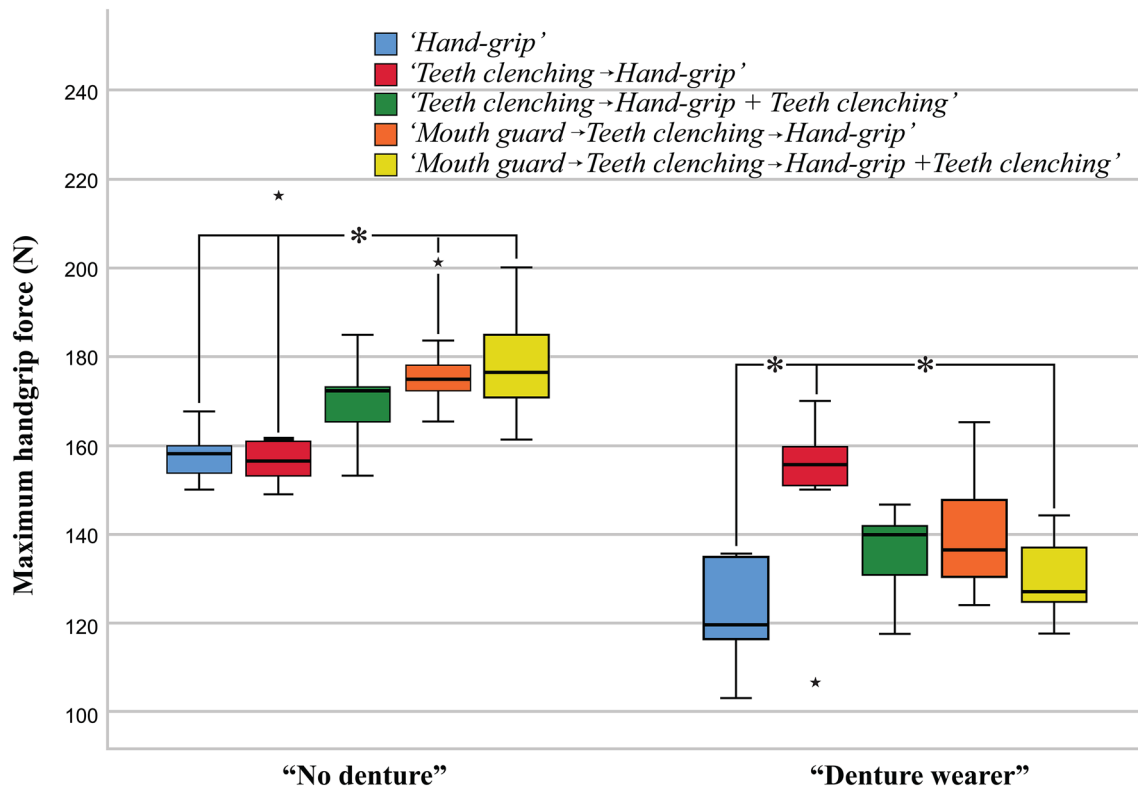 ‘Hand-grip’
‘Teeth clenching→Hand-grip’
‘Teeth clenching→Hand-grip + Teeth clenching’
‘Mouth guard→Teeth clenching→Hand-grip’
‘Mouth guard→Teeth clenching→Hand-grip +Teeth clenching’
Maximum handgrip force (N)
240
220
200
180
160
140
120
100
*
*
*
“No denture”
“Denture wearer”